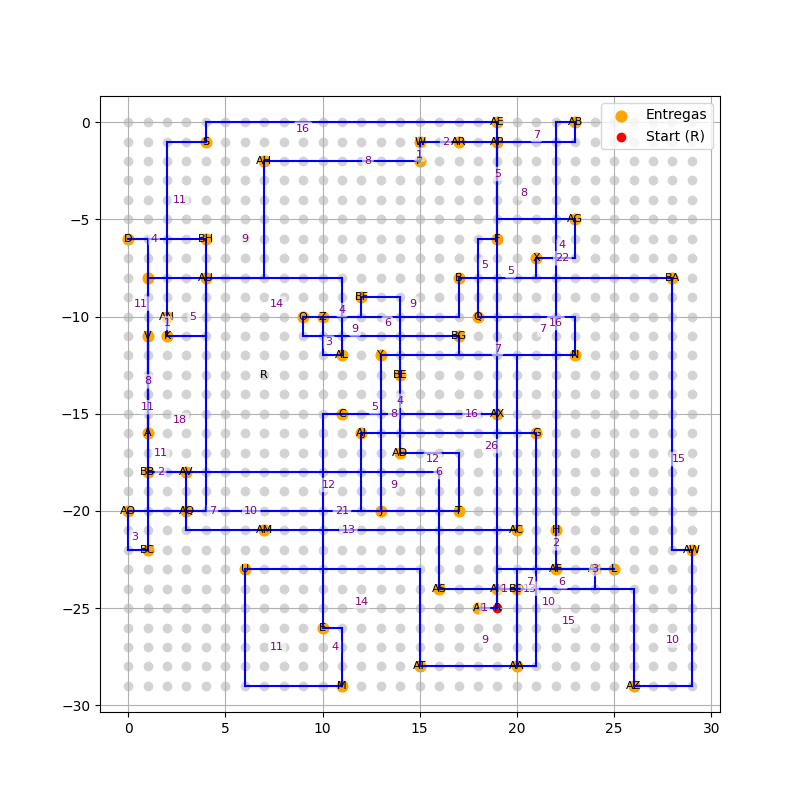 0 16 AE AB Entregas
S W 2 AR AP 7 Start (R)
AH 8 1 5
11 8
−5 AG
D 4 BH 9 F 4
5 X 22
AU B 5 BA
11 14 BF 9
1 5 4 O Z 6 Q 16
−10
V K 9 BG 7
3 AL Y 7 N
8 R BE
11 5 4
−15 18 C 8 16 AX
A AI G
11 26
AD 12
BB 2 AV 6 15
12 9
−20 AO 7 10 21 J T
AM 13 AC H
3 BC 2 AW
U AF 3 L
7 6
AS 1 13
−25 14 1 10
E 15
11 4 9 10
AT AA
M AZ
−30
0 5 10 15 20 25 30